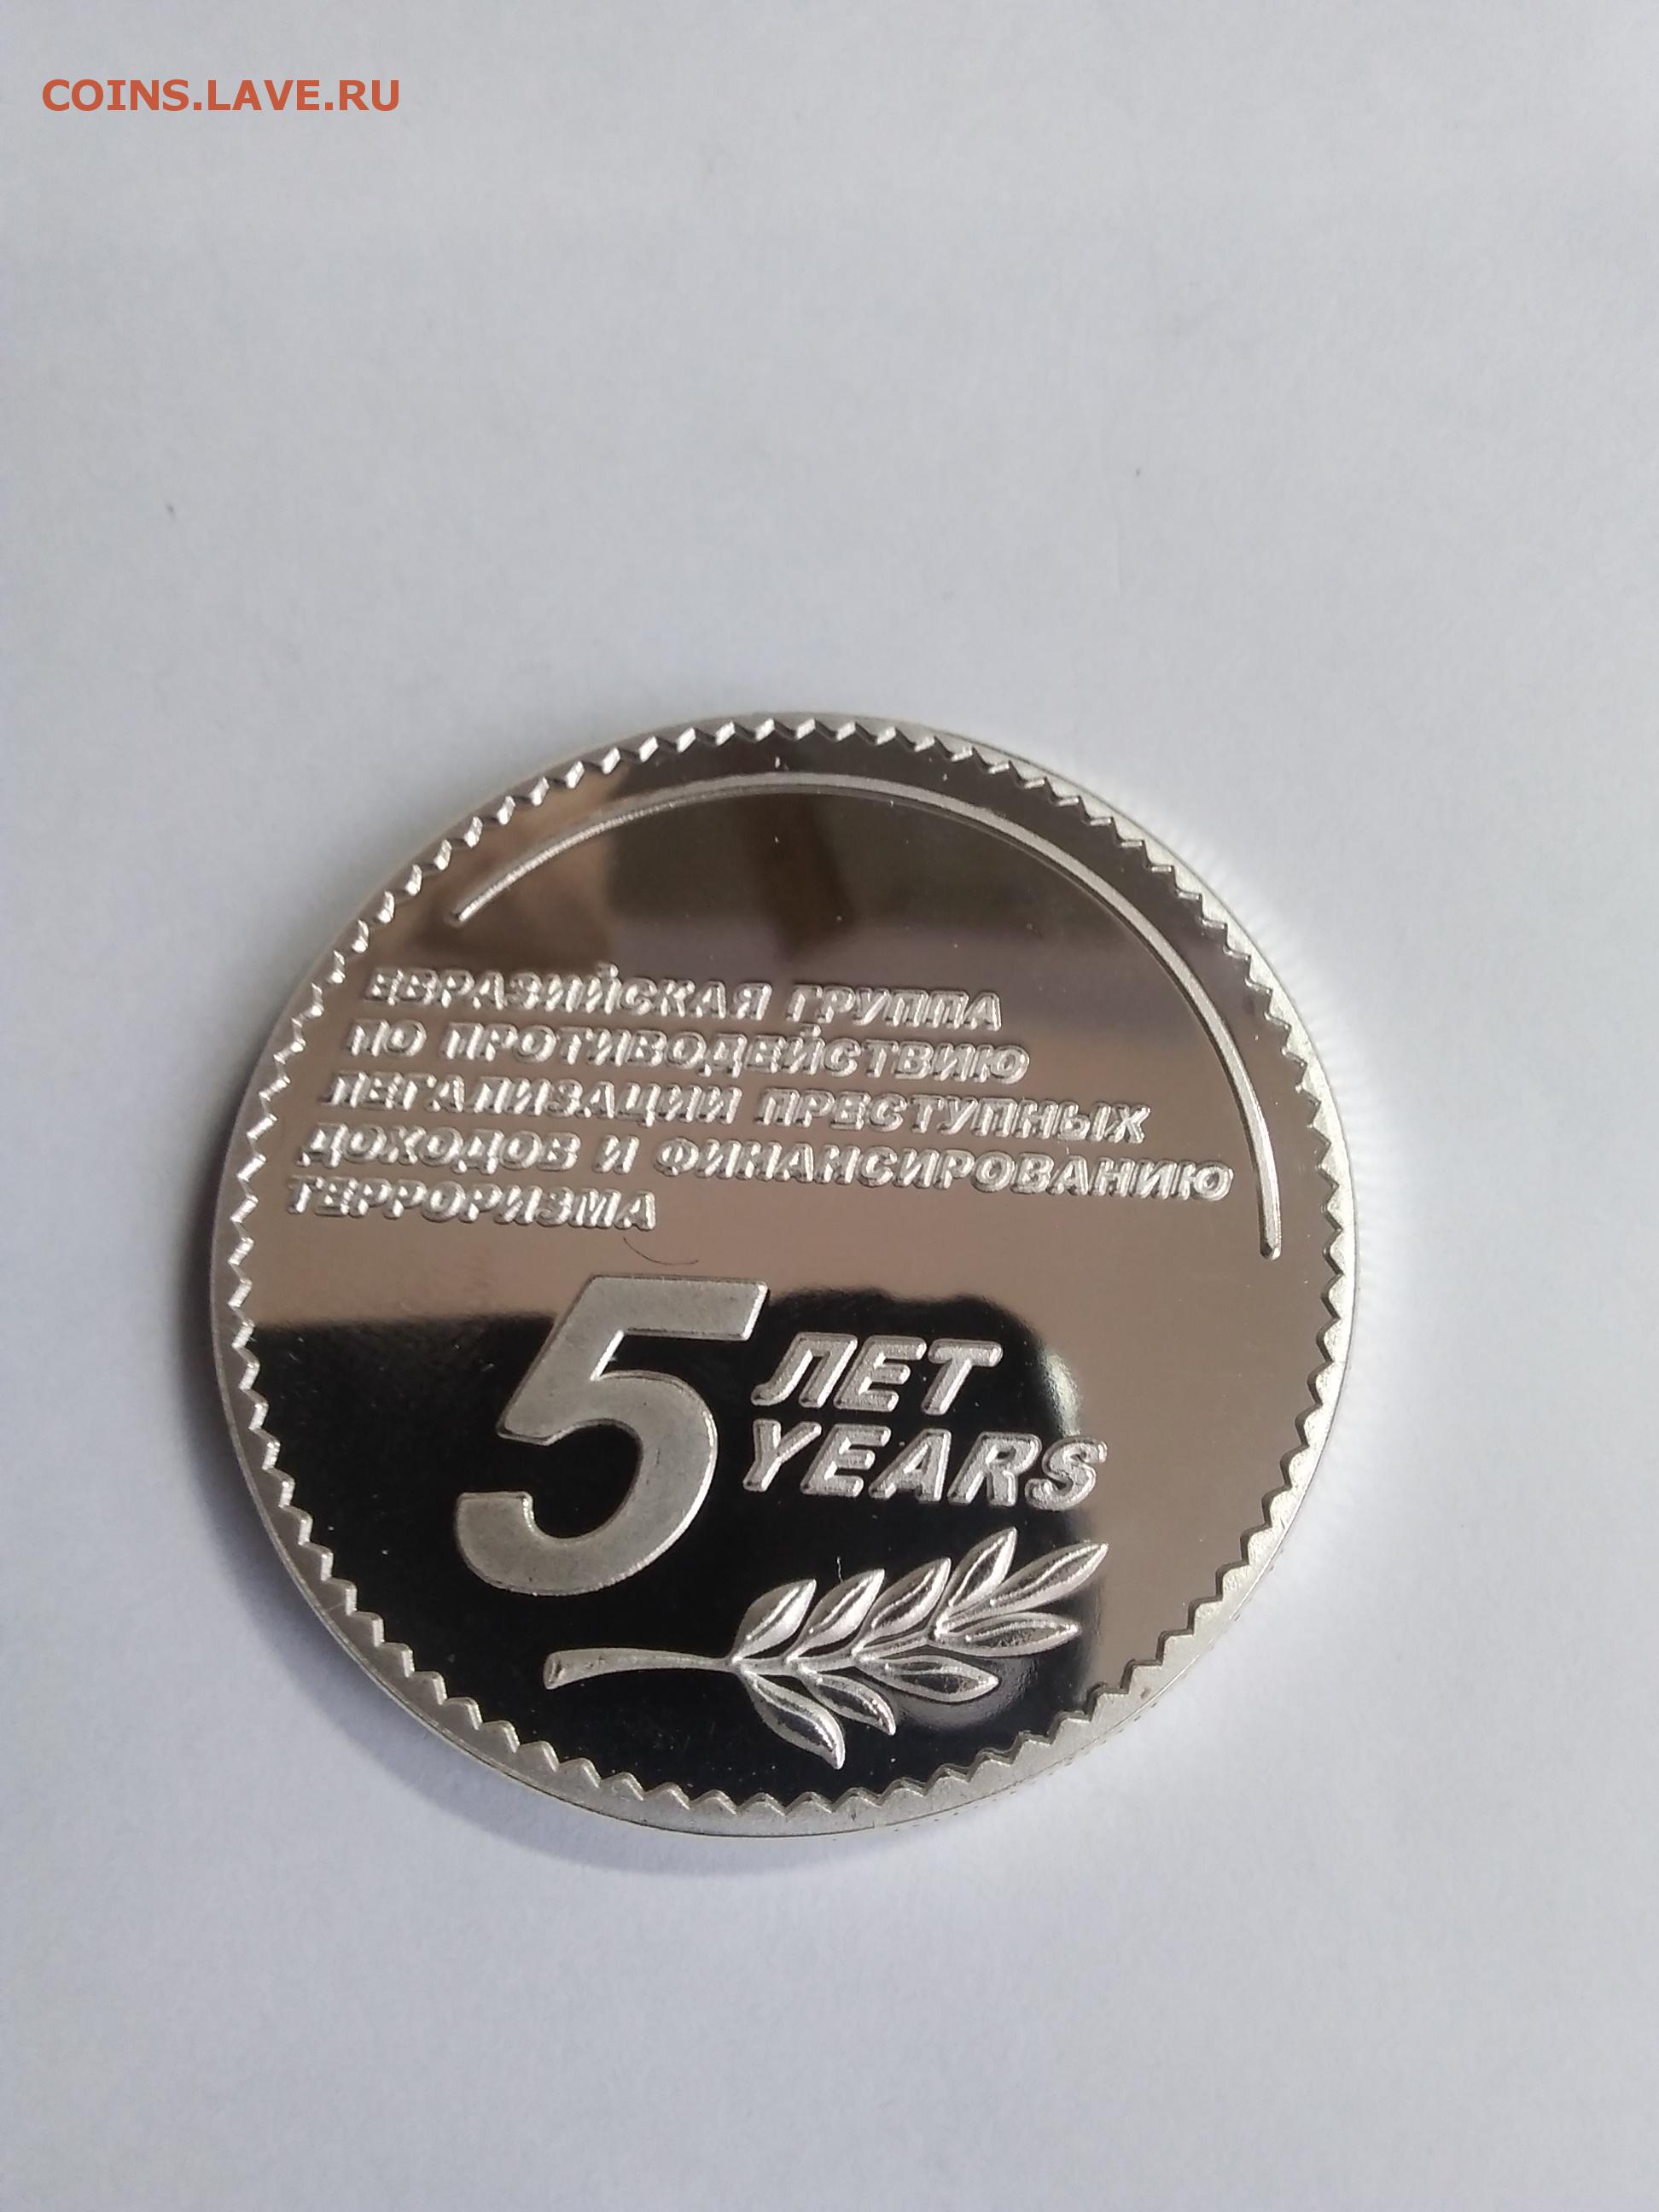 COINS.LAVE.RU
ЕВРАЗИЙСКАЯ ГРУППА
ПО ПРОТИВОДЕЙСТВИЮ
ЛЕГАЛИЗАЦИИ ПРЕСТУПНЫХ
ДОХОДОВ И ФИНАНСИРОВАНИЮ
ТЕРРОРИЗМА
5 ЛЕТ
YEARS